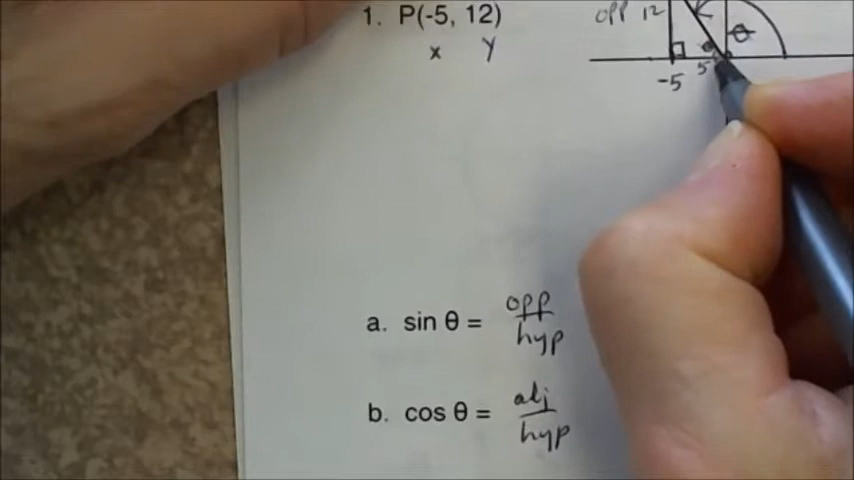 1. P(-5, 12)
x y
opp 12
θ
-5 5
a. sin θ = opp/hyp
b. cos θ = adj/hyp